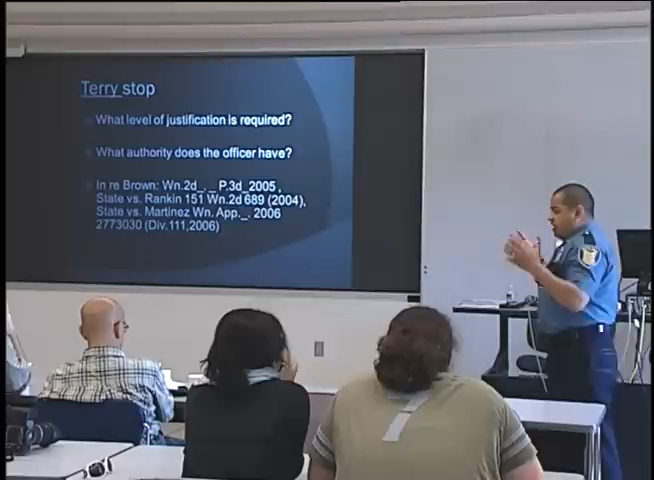 Terry stop
What level of justification is required?
What authority does the officer have?
In re Brown: Wn.2d_. _ P.3d_2005,
State vs. Rankin 151 Wn.2d 689 (2004),
State vs. Martinez Wn. App._. 2006
2773030 (Div.111,2006)